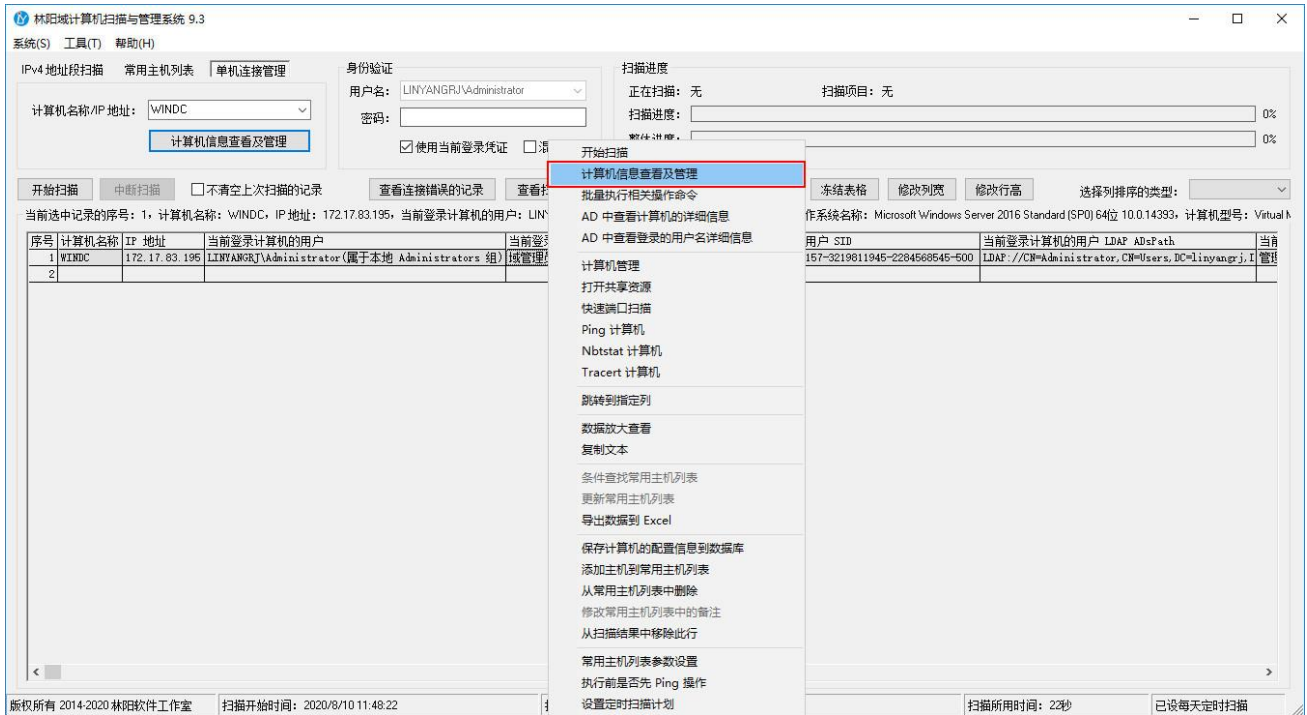 林阳域计算机扫描与管理系统 9.3
系统(S) 工具(T) 帮助(H)
IPv4 地址段扫描 常用主机列表 单机连接管理
计算机名称/IP 地址： WINDC
计算机信息查看及管理
身份验证
用户名： LINYANGRJ\Administrator
密码：
使用当前登录凭证
扫描进度
正在扫描：无 扫描项目：无
扫描进度： 0%
整体进度： 0%
开始扫描 中断扫描 不清空上次扫描的记录 查看连接错误的记录 冻结表格 修改列宽 修改行高 选择列排序的类型：
当前选中记录的序号：1，计算机名称：WINDC，IP 地址：172.17.83.195，当前登录计算机的用户：LIN
作系统名称：Microsoft Windows Server 2016 Standard (SP0) 64位 10.0.14393，计算机型号：Virtual
序号 计算机名称 IP 地址 当前登录计算机的用户 当前登 用户 SID 当前登录计算机的用户 LDAP ADsPath 当前
1 WINDC 172.17.83.195 LINYANGRJ\Administrator(属于本地 Administrators 组) 域管理 157-3219811945-2284568545-500 LDAP://CN=Administrator,CN=Users,DC=linyangrj, 管理
2
开始扫描
计算机信息查看及管理
批量执行相关操作命令
AD 中查看计算机的详细信息
AD 中查看登录的用户名详细信息
计算机管理
打开共享资源
快速端口扫描
Ping 计算机
Nbtstat 计算机
Tracert 计算机
跳转到指定列
数据放大查看
复制文本
条件查找常用主机列表
更新常用主机列表
导出数据到 Excel
保存计算机的配置信息到数据库
添加主机到常用主机列表
从常用主机列表中删除
修改常用主机列表中的备注
从扫描结果中移除此行
常用主机列表参数设置
执行前是否先 Ping 操作
设置定时扫描计划
版权所有 2014-2020 林阳软件工作室 扫描开始时间：2020/8/10 11:48:22 扫描所用时间：22秒 已设每天定时扫描